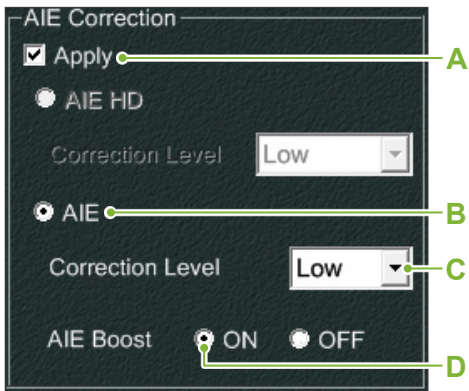 AIE Correction
Apply
A
AIE HD
Correction Level Low
AIE
B
Correction Level Low
C
AIE Boost ON OFF
D